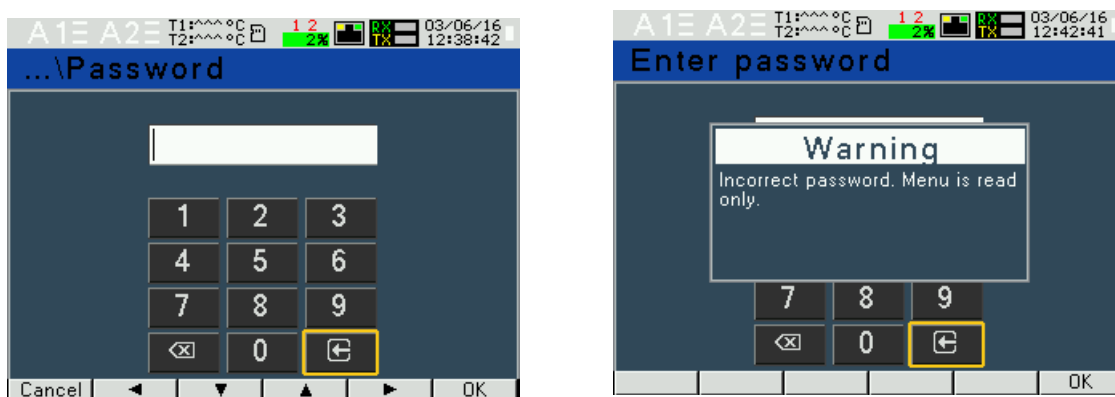 A1 A2 T1:^^^°C 1 2 RX 03/06/16
T2:^^^°C 2% TX 12:38:42
...\Password
1 2 3
4 5 6
7 8 9
0
Cancel ◄ ▼ ▲ ► OK
A1 A2 T1:^^^°C 1 2 RX 03/06/16
T2:^^^°C 2% TX 12:42:41
Enter password
Warning
Incorrect password. Menu is read
only.
7 8 9
0
OK